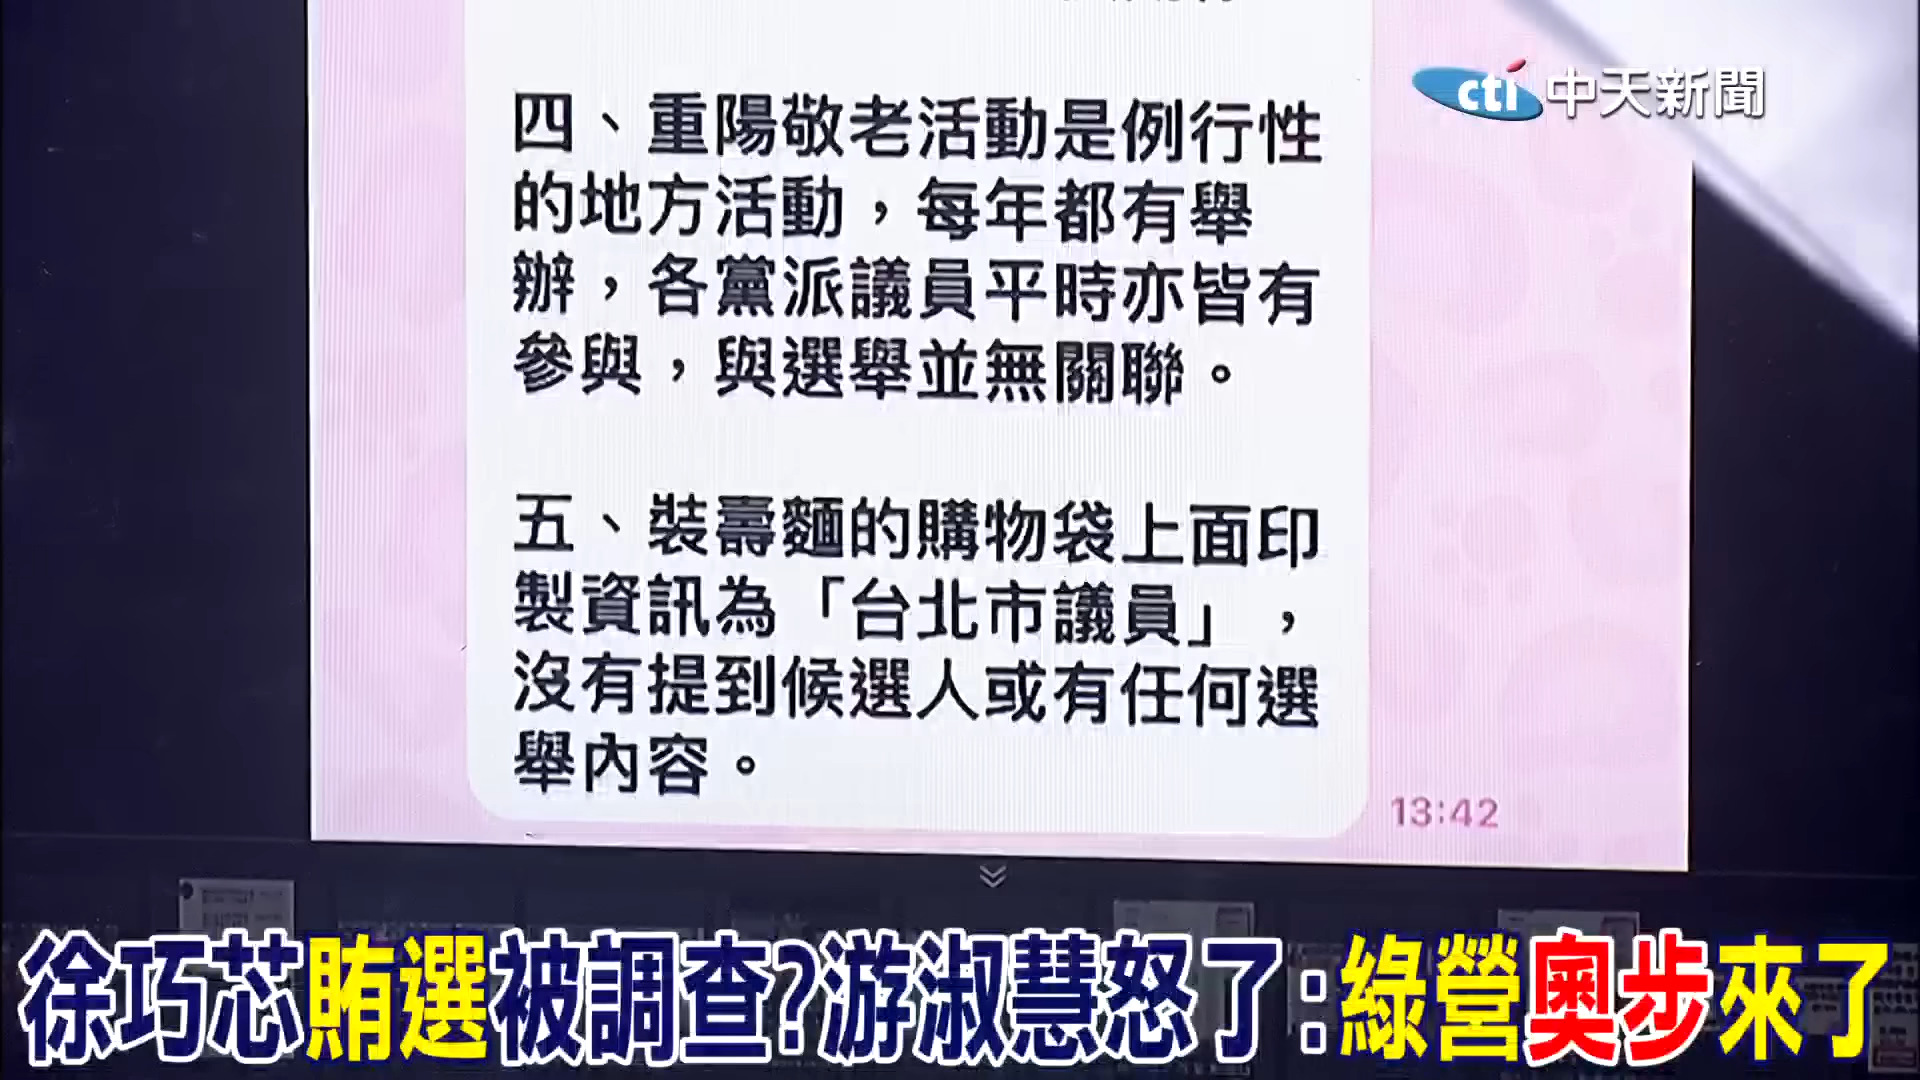 cti 中天新聞
四、重陽敬老活動是例行性
的地方活動，每年都有舉
辦，各黨派議員平時亦皆有
參與，與選舉並無關聯。
五、裝壽麵的購物袋上面印
製資訊為「台北市議員」，
沒有提到候選人或有任何選
舉內容。
13:42
徐巧芯賄選被調查?游淑慧怒了:綠營奧步來了